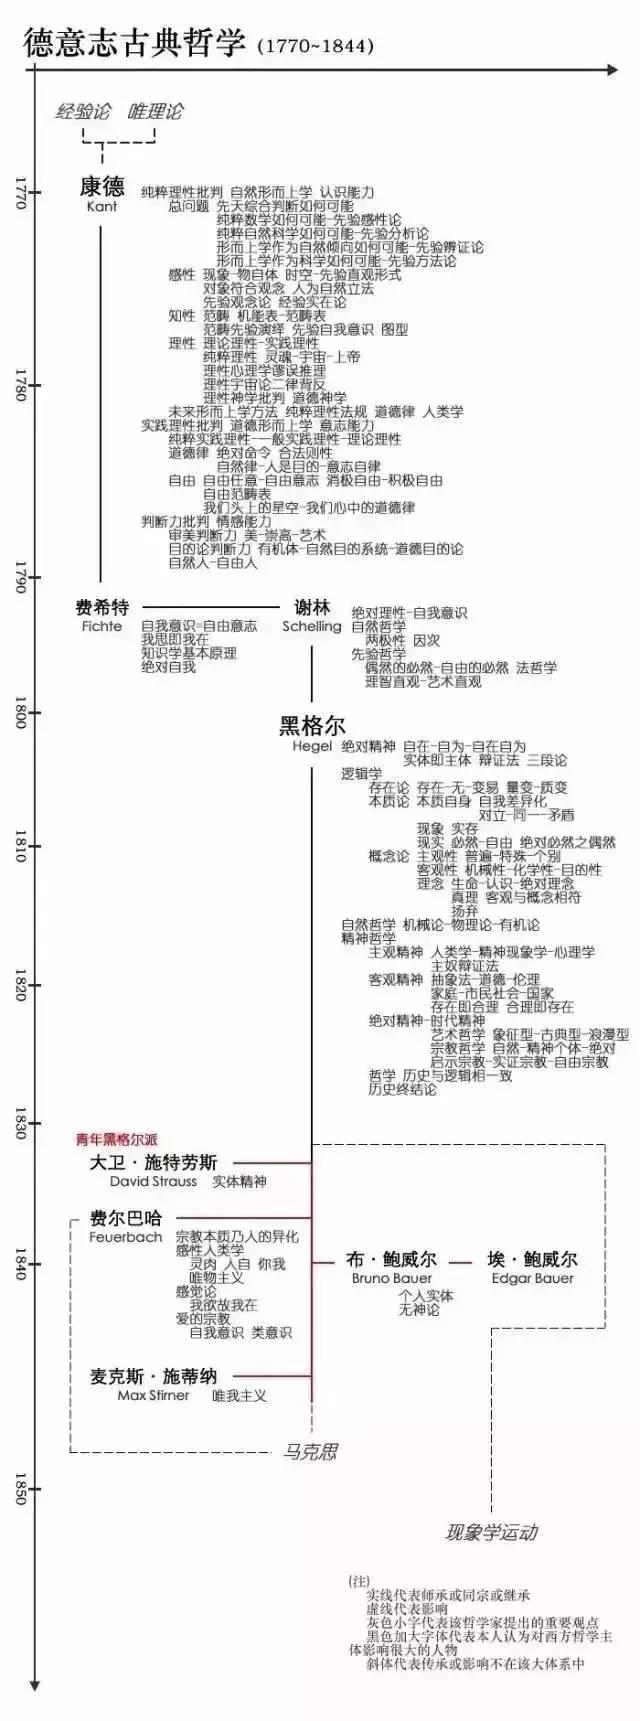 德意志古典哲学 (1770~1844)
经验论 唯理论
1770
康德
Kant
纯粹理性批判 自然形而上学 认识能力
总问题 先天综合判断如何可能
纯粹数学如何可能-先验感性论
纯粹自然科学如何可能-先验分析论
形而上学作为自然倾向如何可能-先验辨证论
形而上学作为科学如何可能-先验方法论
感性 现象-物自体 时空-先验直观形式
对象符合观念 人为自然立法
先验观念论 经验实在论
知性 范畴 机能表-范畴表
范畴先验演绎 先验自我意识 图型
理性 理论理性-实践理性
纯粹理性 灵魂-宇宙-上帝
理性心理学谬误推理
理性宇宙论二律背反
理性神学批判 道德神学
1780
未来形而上学方法 纯粹理性法规 道德律 人类学
实践理性批判 道德形而上学 意志能力
纯粹实践理性-一般实践理性-理论理性
道德律 绝对命令 合法则性
自然律-人是目的-意志自律
自由 自由任意-自由意志 消极自由-积极自由
自由范畴表
我们头上的星空-我们心中的道德律
判断力批判 情感能力
审美判断力 美-崇高-艺术
目的论判断力 有机体-自然目的系统-道德目的论
自然人-自由人
1790
费希特
Fichte
自我意识=自由意志
我思即我在
知识学基本原理
绝对自我
谢林
Schelling
绝对理性-自我意识
自然哲学
两极性 因次
先验哲学
偶然的必然-自由的必然 法哲学
理智直观-艺术直观
1800
黑格尔
Hegel
绝对精神 自在-自为-自在自为
实体即主体 辩证法 三段论
逻辑学
存在论 存在-无-变易 量变-质变
本质论 本质自身 自我差异化
对立-同一-矛盾
现象 实存
现实 必然-自由 绝对必然之偶然
1810
概念论 主观性 普遍-特殊-个别
客观性 机械性-化学性-目的性
理念 生命-认识-绝对理念
真理 客观与概念相符
扬弃
自然哲学 机械论-物理论-有机论
精神哲学
主观精神 人类学-精神现象学-心理学
主奴辩证法
客观精神 抽象法-道德-伦理
1820
家庭-市民社会-国家
存在即合理 合理即存在
绝对精神-时代精神
艺术哲学 象征型-古典型-浪漫型
宗教哲学 自然-精神个体-绝对
启示宗教-实证宗教-自由宗教
哲学 历史与逻辑相一致
历史终结论
1830
青年黑格尔派
大卫·施特劳斯
David Strauss 实体精神
费尔巴哈
Feuerbach
宗教本质乃人的异化
感性人类学
灵肉 人自 你我
唯物主义
感觉论
我欲故我在
爱的宗教
自我意识 类意识
1840
布·鲍威尔
Bruno Bauer
个人实体
无神论
埃·鲍威尔
Edgar Bauer
麦克斯·施蒂纳
Max Stirner 唯我主义
马克思
1850
现象学运动
(注)
实线代表师承或同宗或继承
虚线代表影响
灰色小字代表该哲学家提出的重要观点
黑色加大字体代表本人认为对西方哲学主
体影响很大的人物
斜体代表传承或影响不在该大体系中